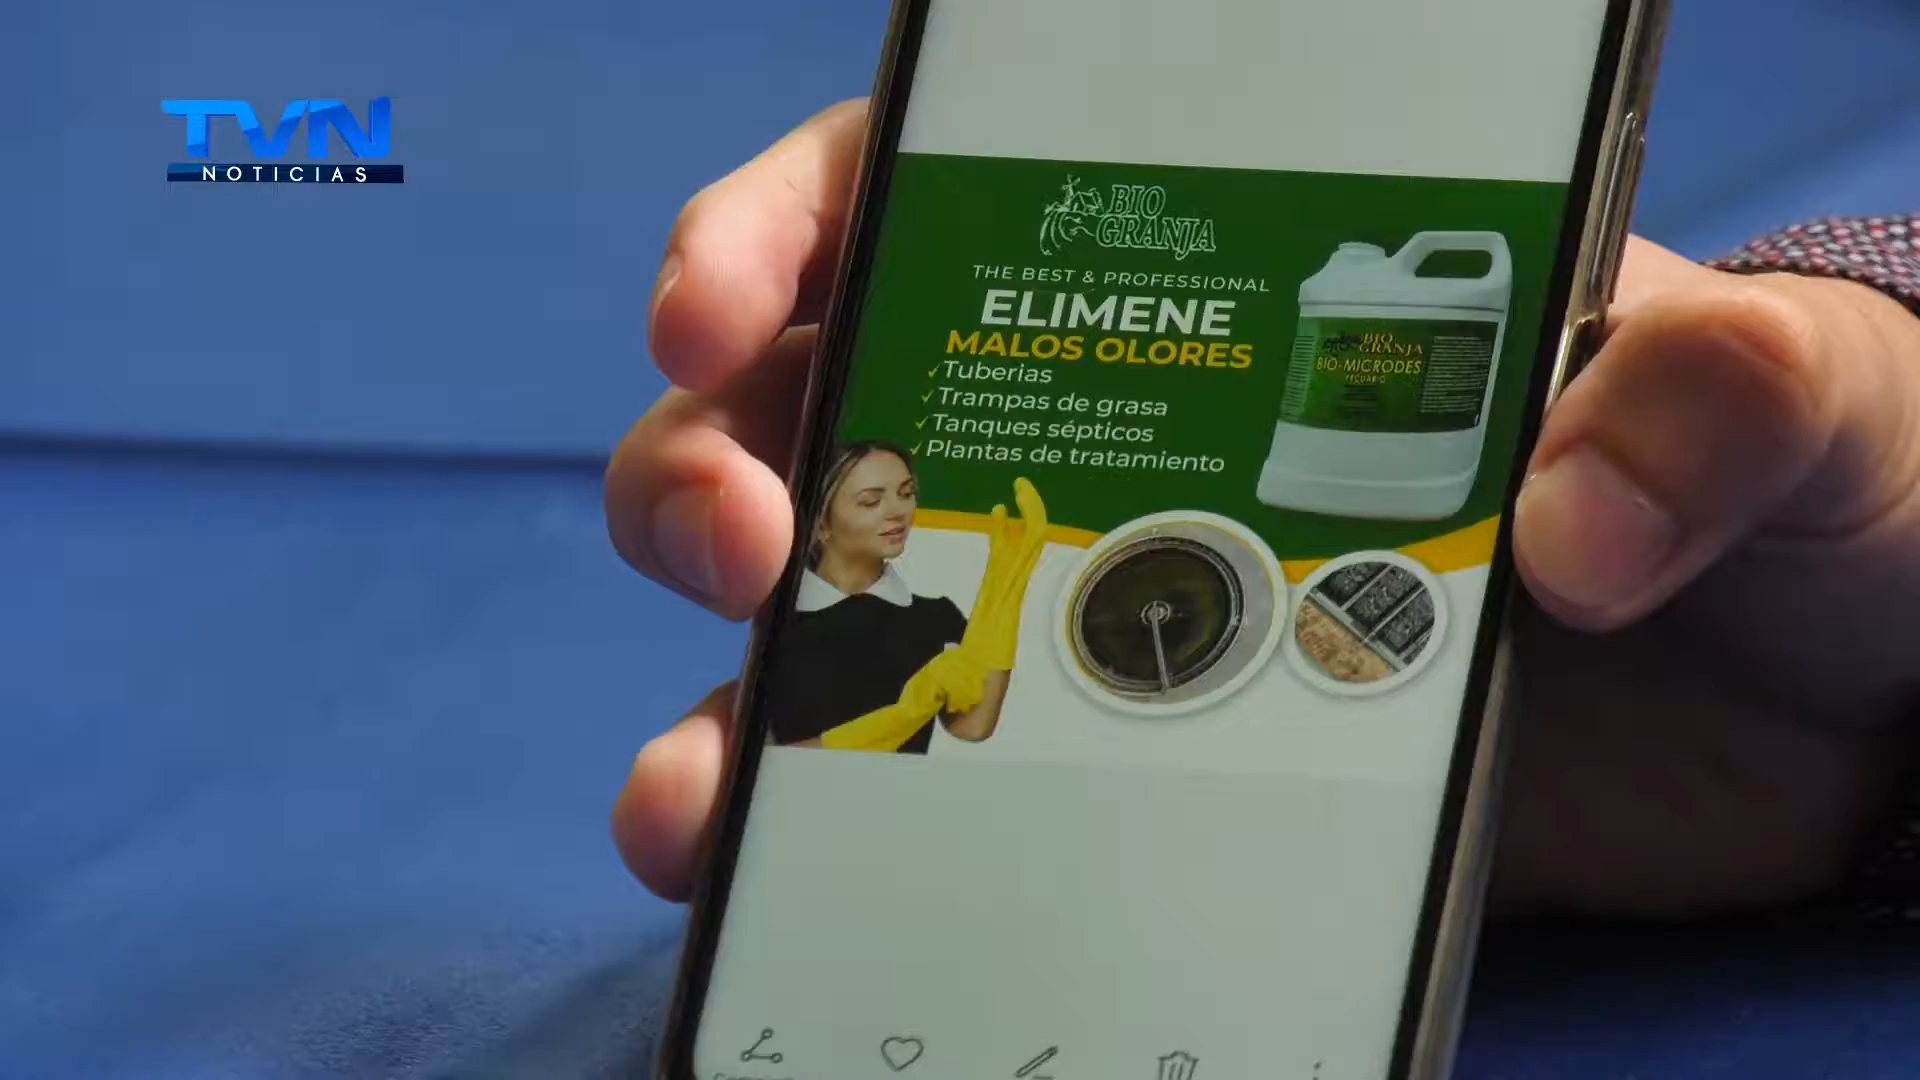 TVN
NOTICIAS
BIO
GRANJA
THE BEST & PROFESSIONAL
ELIMENE
MALOS OLORES
✓Tuberias
✓Trampas de grasa
✓Tanques sépticos
✓Plantas de tratamiento
BIO
GRANJA
BIO-MICRODES
PECUARIO